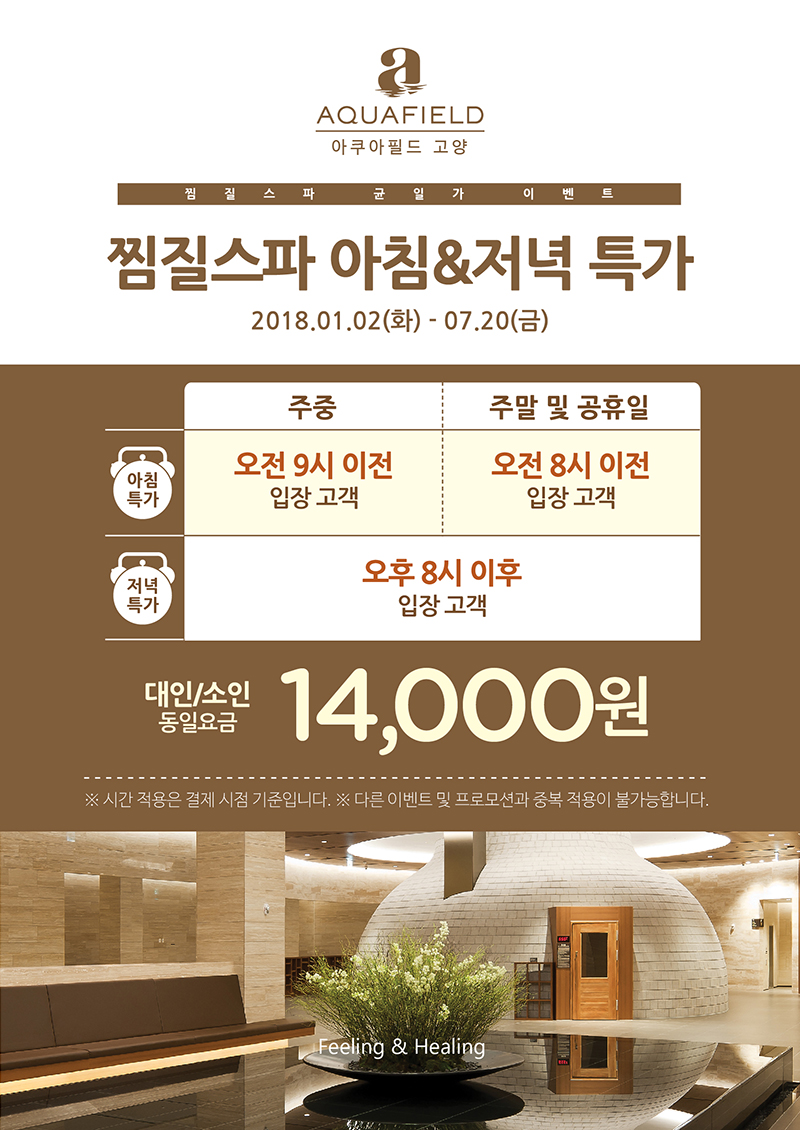 a
AQUAFIELD
아쿠아필드 고양
찜질스파 균일가 이벤트
찜질스파 아침&저녁 특가
2018.01.02(화) - 07.20(금)
주중
주말 및 공휴일
아침
특가
오전 9시 이전
입장 고객
오전 8시 이전
입장 고객
저녁
특가
오후 8시 이후
입장 고객
대인/소인
동일요금
14,000원
※ 시간 적용은 결제 시점 기준입니다. ※ 다른 이벤트 및 프로모션과 중복 적용이 불가능합니다.
Feeling & Healing